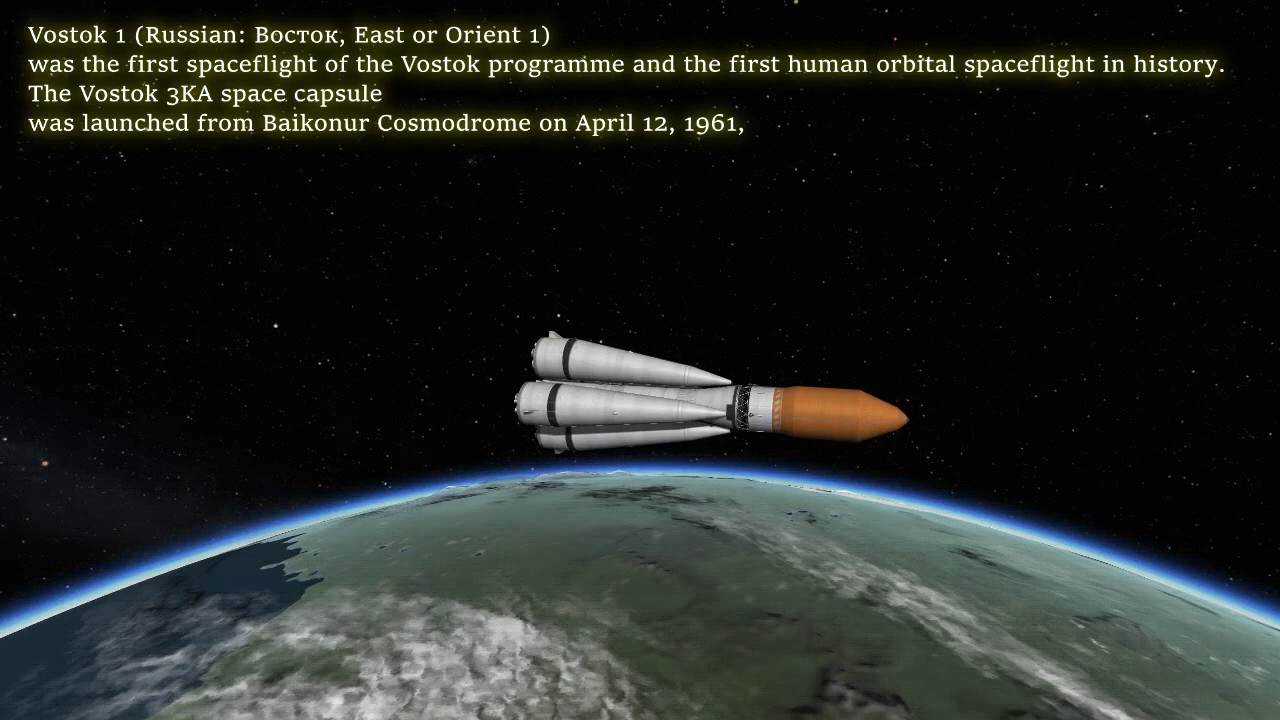 Vostok 1 (Russian: Восток, East or Orient 1)
was the first spaceflight of the Vostok programme and the first human orbital spaceflight in history.
The Vostok 3KA space capsule
was launched from Baikonur Cosmodrome on April 12, 1961,